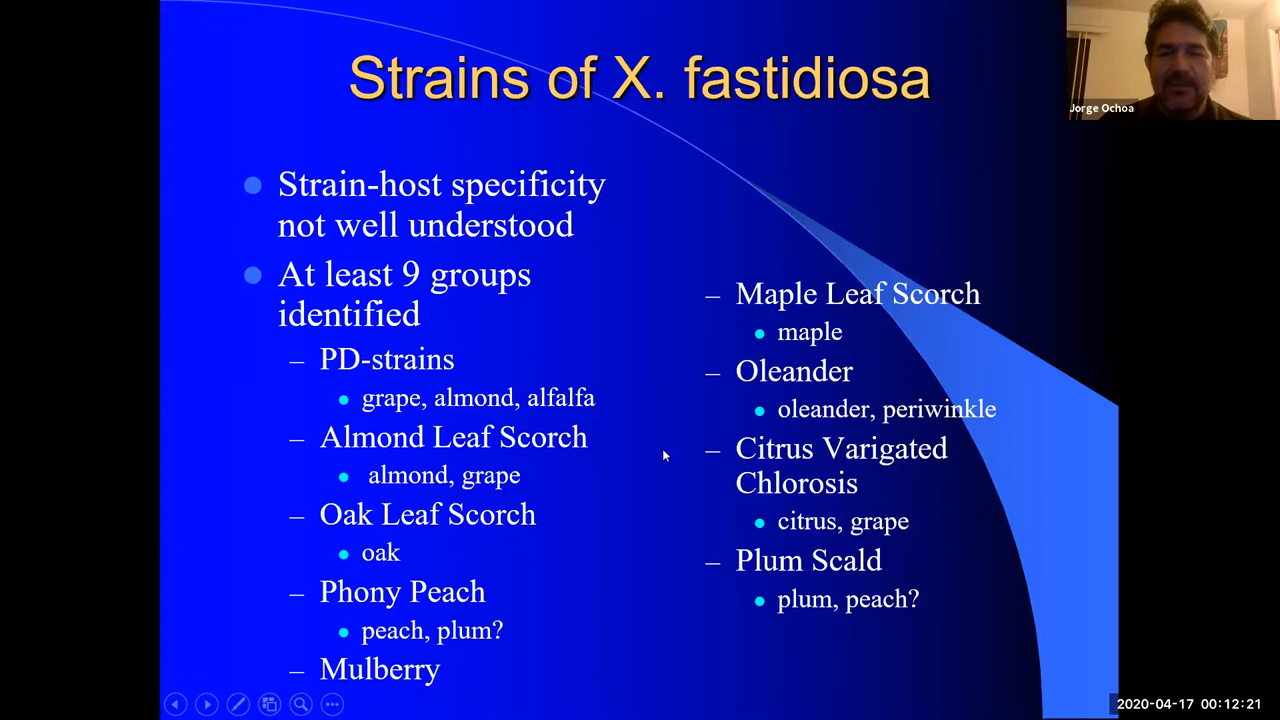 Strains of X. fastidiosa
Jorge Ochoa
Strain-host specificity
not well understood
At least 9 groups
identified
– PD-strains
grape, almond, alfalfa
– Almond Leaf Scorch
almond, grape
– Oak Leaf Scorch
oak
– Phony Peach
peach, plum?
– Mulberry
– Maple Leaf Scorch
maple
– Oleander
oleander, periwinkle
– Citrus Varigated
Chlorosis
citrus, grape
– Plum Scald
plum, peach?
2020-04-17 00:12:21